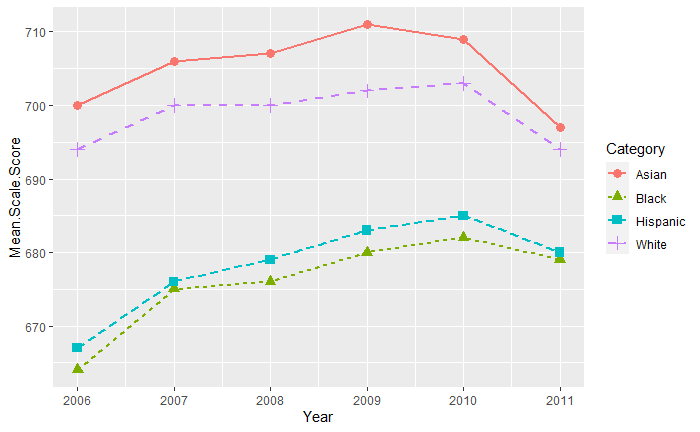 710
700
690
680
670
Mean.Scale.Score
2006 2007 2008 2009 2010 2011
Year
Category
Asian
Black
Hispanic
White